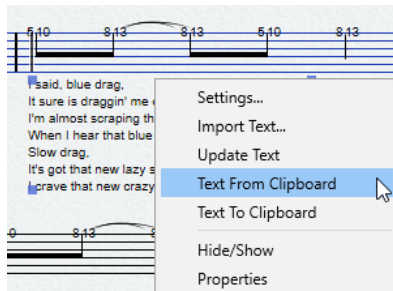 5 10 8 13 8 13 5 10 8 13
I said, blue drag,
It sure is draggin' me
I'm almost scraping th
When I hear that blue
Slow drag,
It's got that new lazy s
I crave that new crazy
Settings...
Import Text...
Update Text
Text From Clipboard
Text To Clipboard
Hide/Show
Properties
0 8 13